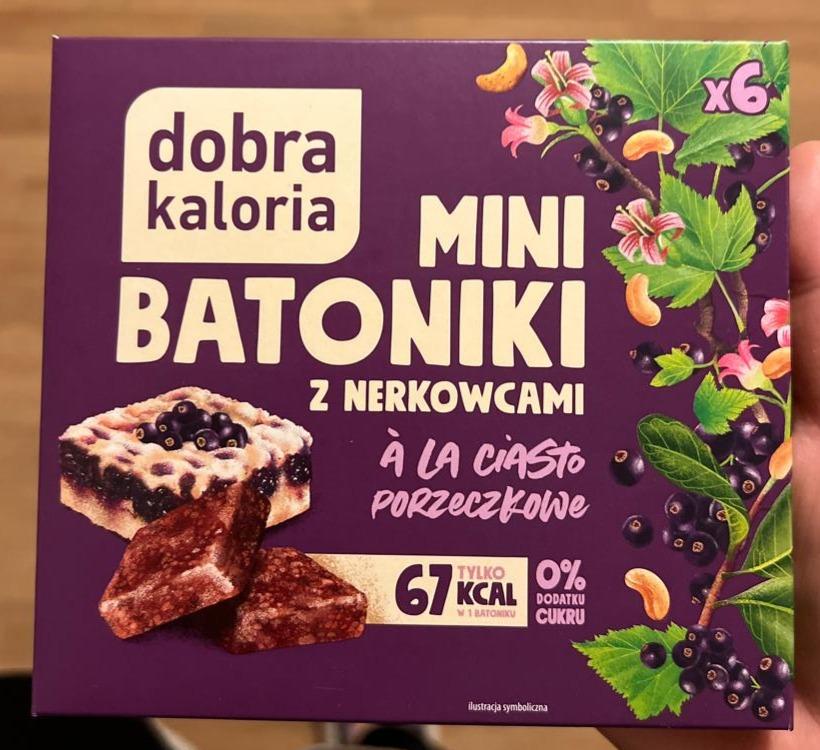 x6
dobra
kaloria
MINI
BATONIKI
Z NERKOWCAMI
À LA CIASTO
PORZECZKOWE
67 TYLKO
KCAL
W 1 BATONIKU
0%
DODATKU
CUKRU
ilustracja symboliczna